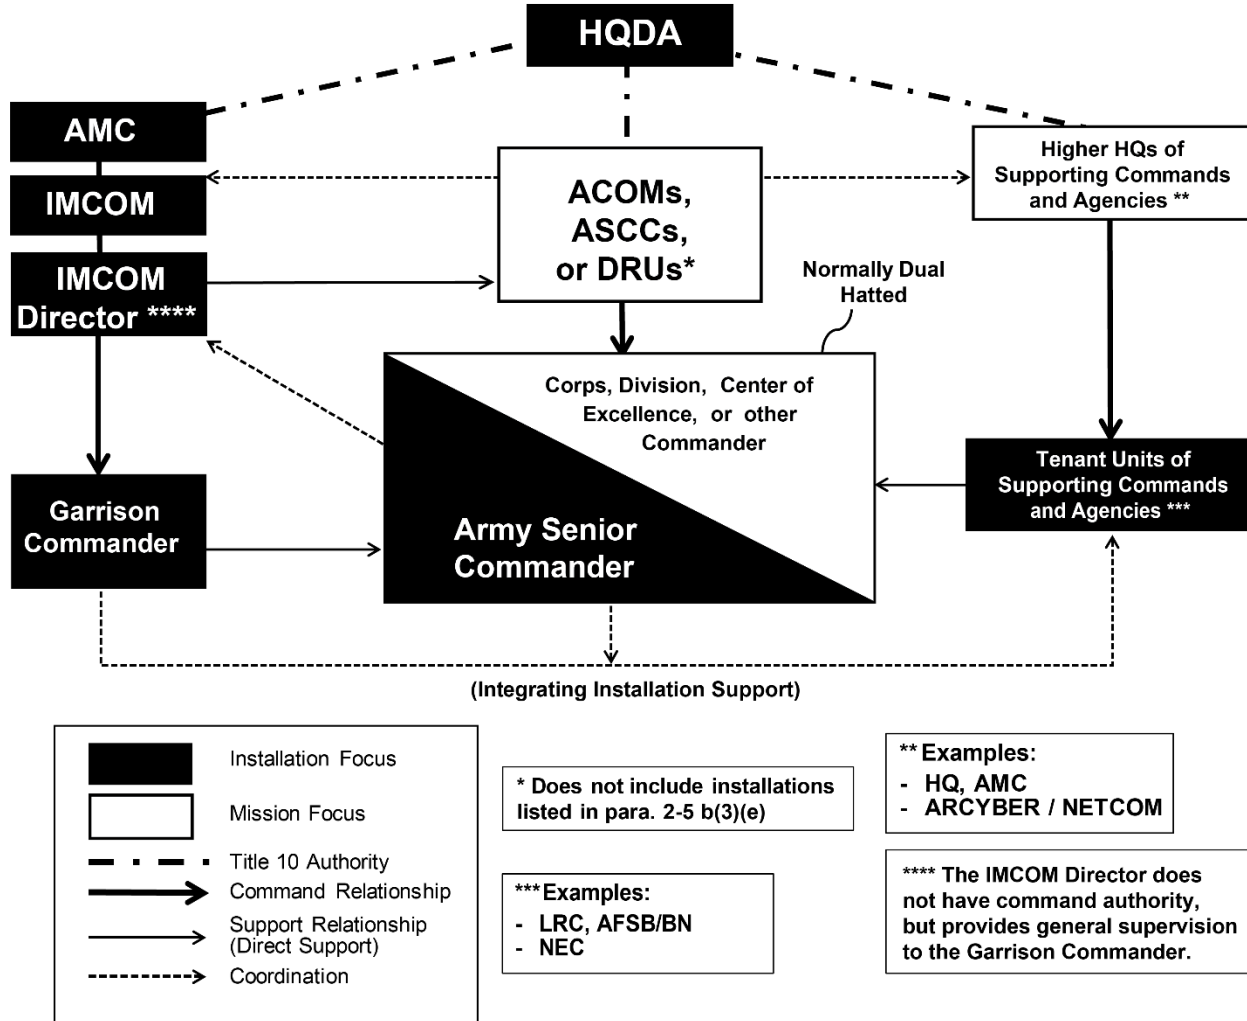 HQDA
AMC
IMCOM
IMCOM
Director ****
Garrison
Commander
ACOMs,
ASCCs,
or DRUs*
Higher HQs of
Supporting Commands
and Agencies **
Normally Dual
Hatted
Corps, Division, Center of
Excellence, or other
Commander
Army Senior
Commander
Tenant Units of
Supporting Commands
and Agencies ***
(Integrating Installation Support)
Installation Focus
Mission Focus
Title 10 Authority
Command Relationship
Support Relationship
(Direct Support)
Coordination
* Does not include installations
listed in para. 2-5 b(3)(e)
***Examples:
- LRC, AFSB/BN
- NEC
** Examples:
- HQ, AMC
- ARCYBER / NETCOM
**** The IMCOM Director does
not have command authority,
but provides general supervision
to the Garrison Commander.